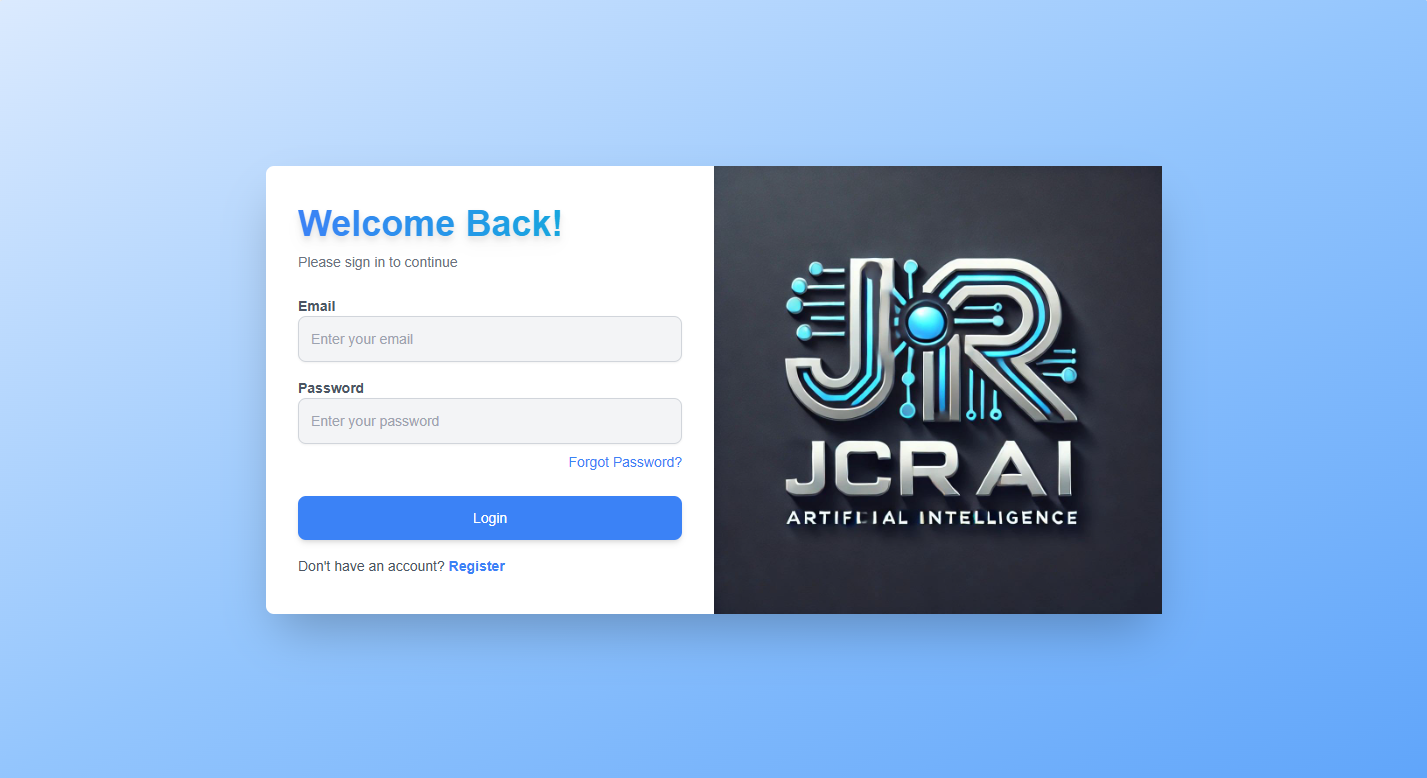 Welcome Back!
Please sign in to continue
Email
Enter your email
Password
Enter your password
Forgot Password?
Login
Don't have an account? Register
JR
JCR AI
ARTIFICIAL INTELLIGENCE